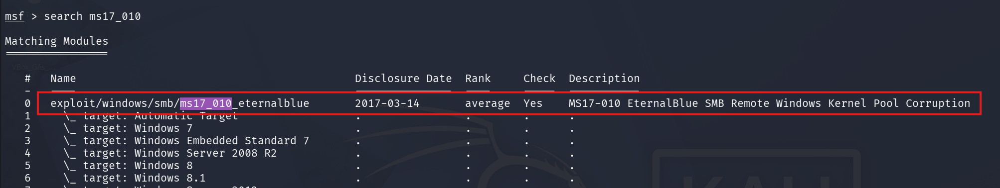 msf > search ms17_010
Matching Modules
# Name Disclosure Date Rank Check Description
0 exploit/windows/smb/ms17_010_eternalblue 2017-03-14 average Yes MS17-010 EternalBlue SMB Remote Windows Kernel Pool Corruption
1 \_ target: Automatic Target . . . .
2 \_ target: Windows 7 . . . .
3 \_ target: Windows Embedded Standard 7 . . . .
4 \_ target: Windows Server 2008 R2 . . . .
5 \_ target: Windows 8 . . . .
6 \_ target: Windows 8.1 . . . .